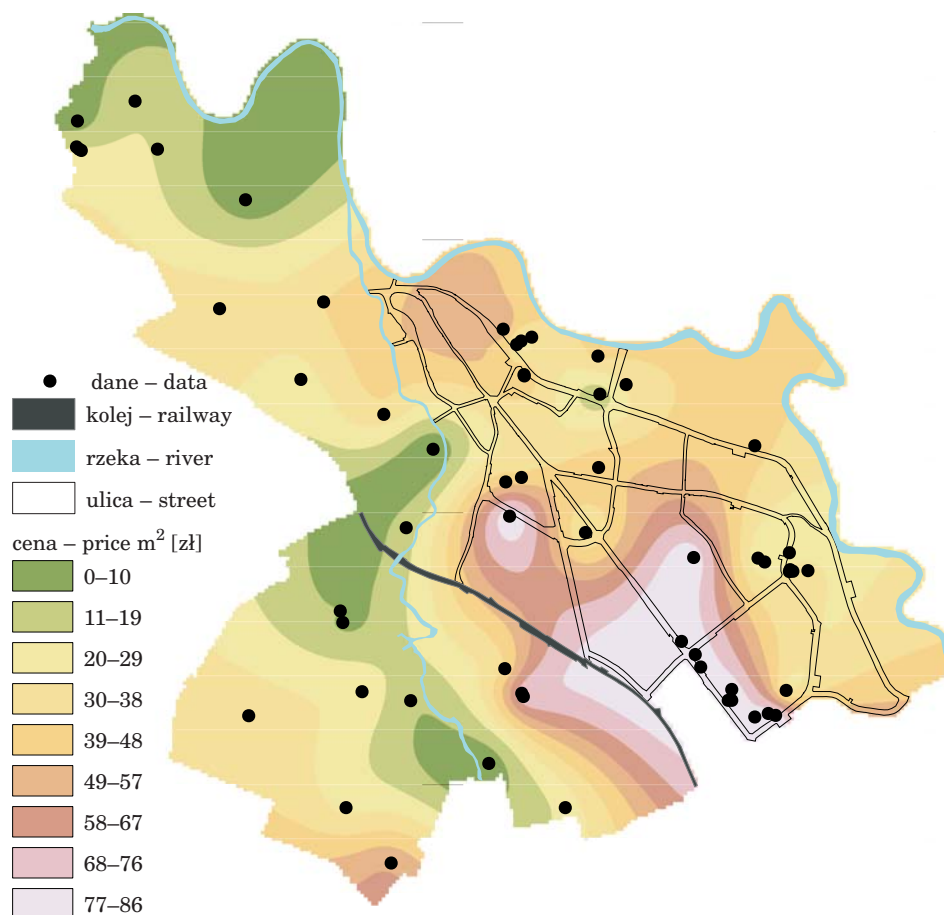 dane – data
kolej – railway
rzeka – river
ulica – street
cena – price m² [zł]
0–10
11–19
20–29
30–38
39–48
49–57
58–67
68–76
77–86